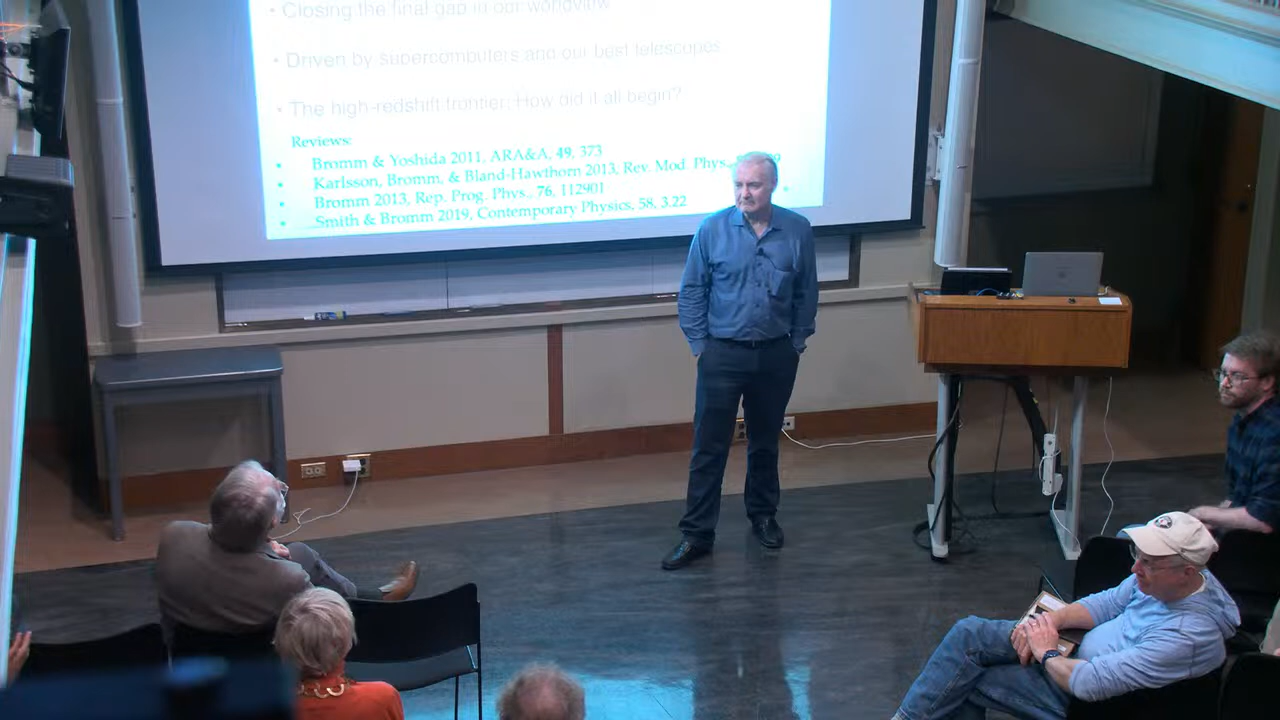 • Closing the final gap in our worldview
• Driven by supercomputers and our best telescopes
• The high-redshift frontier: How did it all begin?
Reviews:
• Bromm & Yoshida 2011, ARA&A, 49, 373
• Karlsson, Bromm, & Bland-Hawthorn 2013, Rev. Mod. Phys.
• Bromm 2013, Rep. Prog. Phys., 76, 112901
• Smith & Bromm 2019, Contemporary Physics, 58, 3.22